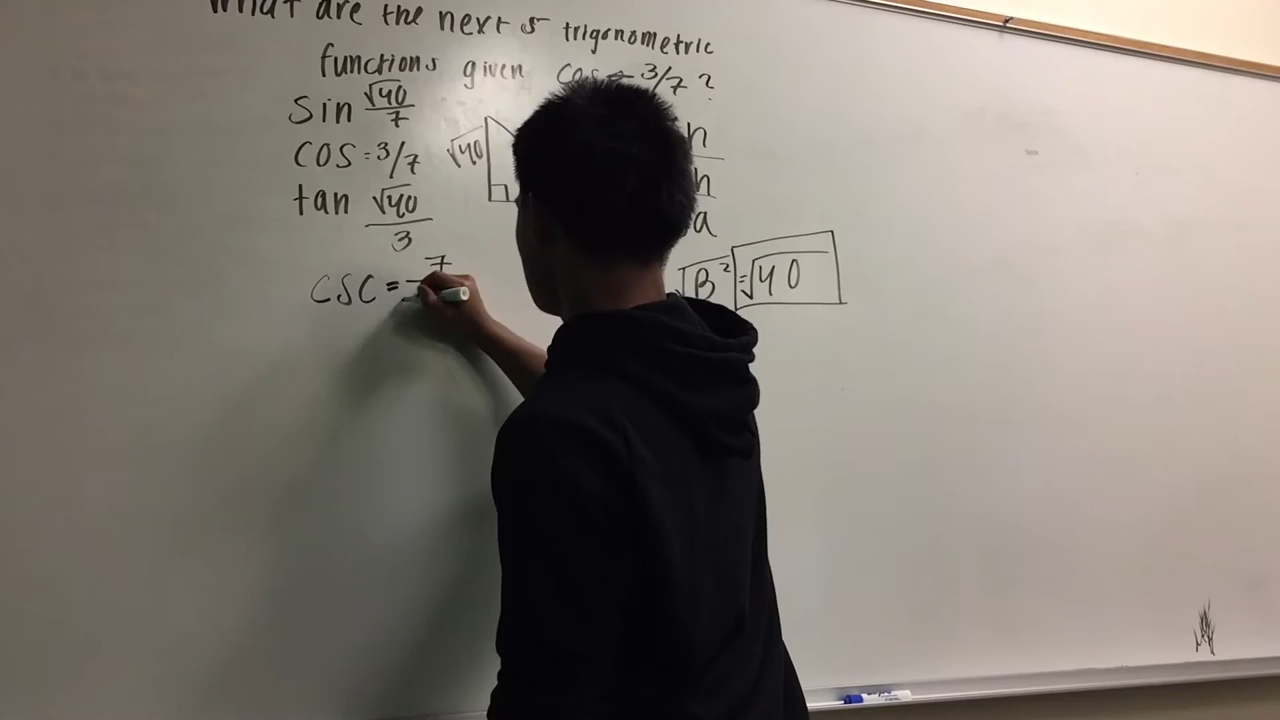 What are the next 5 trigonometric
functions given cos = 3/7 ?
sin √40/7
cos = 3/7
tan √40/3
csc = 7
√40
n
h
a
√B² = √40